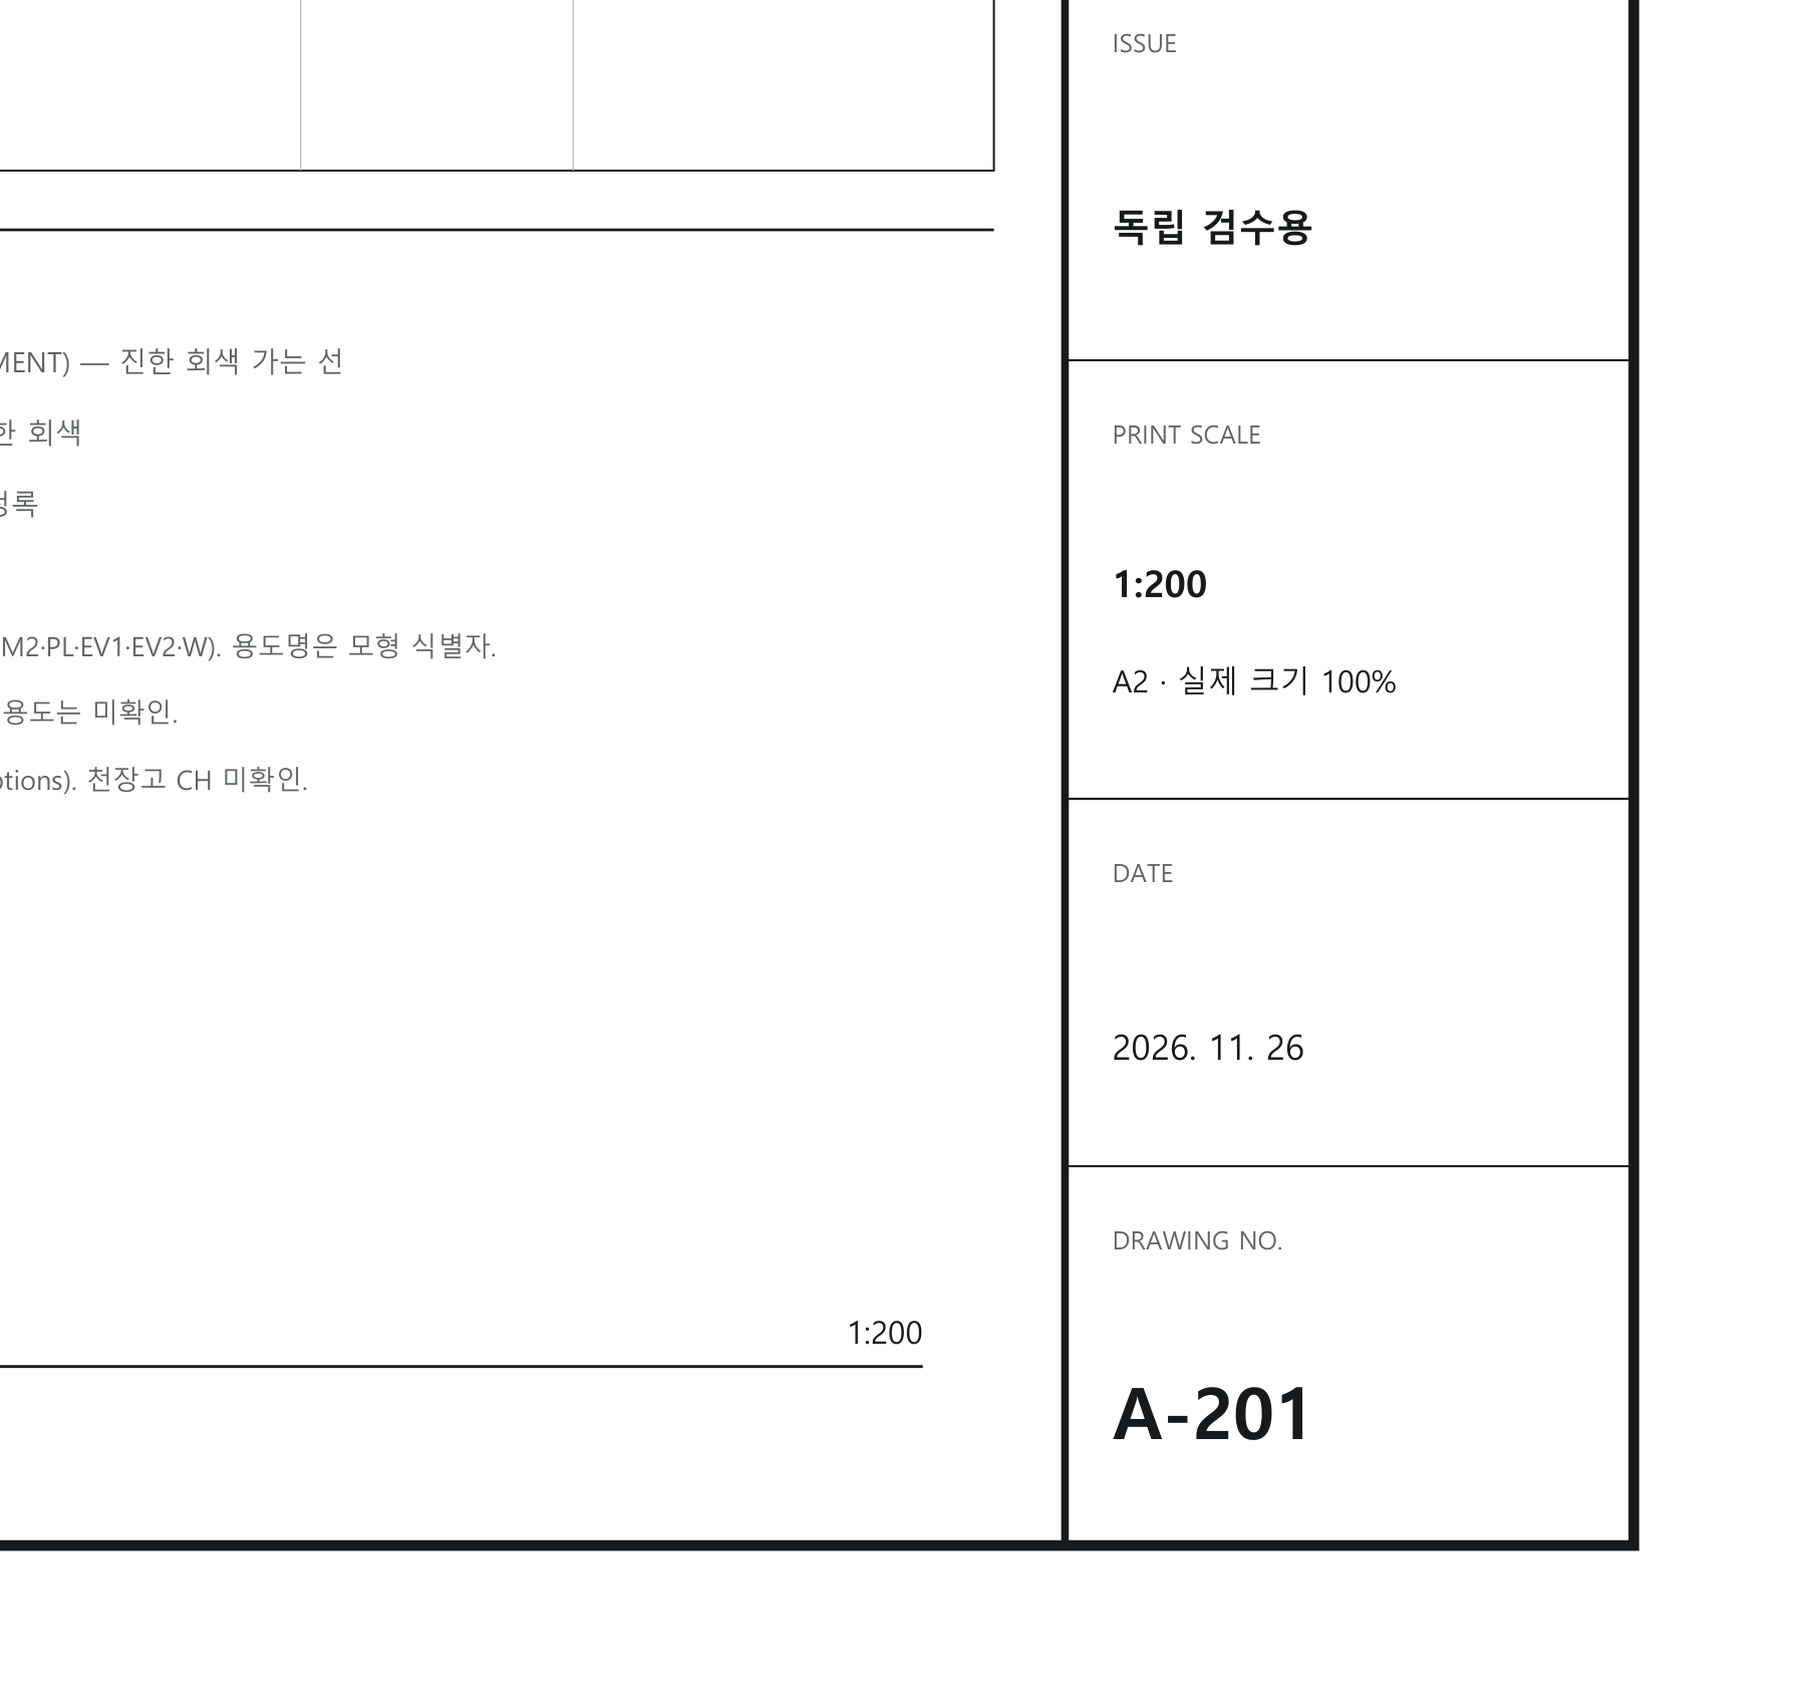 MENT) — 진한 회색 가는 선
회색
M2·PL·EV1·EV2·W). 용도명은 모형 식별자.
용도는 미확인.
천장고 CH 미확인.
1:200
ISSUE
독립 검수용
PRINT SCALE
1:200
A2 · 실제 크기 100%
DATE
2026. 11. 26
DRAWING NO.
A-201